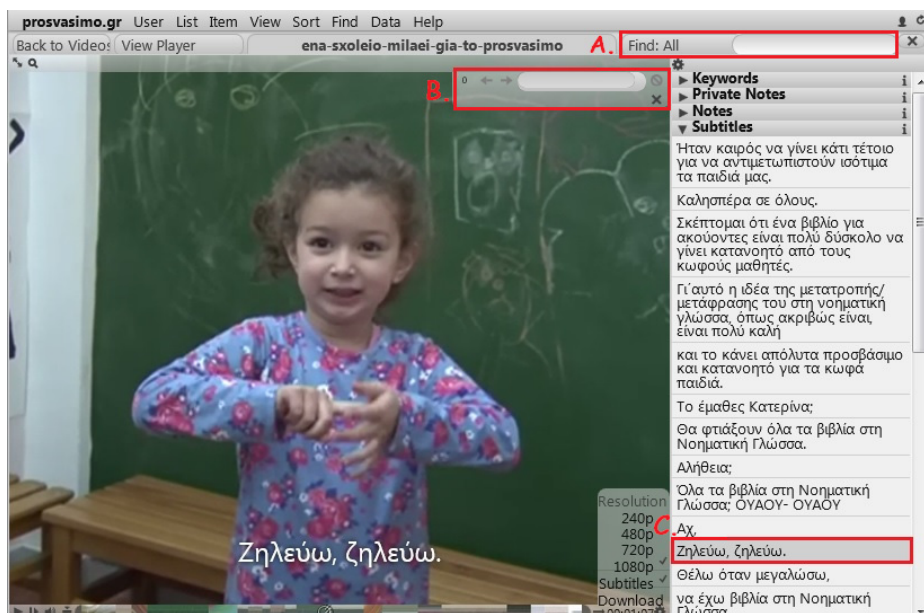 prosvasimo.gr User List Item View Sort Find Data Help
Back to Videos View Player ena-sxoleio-milaei-gia-to-prosvasimo A. Find: All
B. 0
Keywords
Private Notes
Notes
Subtitles
Ήταν καιρός να γίνει κάτι τέτοιο
για να αντιμετωπιστούν ισότιμα
τα παιδιά μας.
Καλησπέρα σε όλους.
Σκέπτομαι ότι ένα βιβλίο για
ακούοντες είναι πολύ δύσκολο να
γίνει κατανοητό από τους
κωφούς μαθητές.
Γι΄αυτό η ιδέα της μετατροπής/
μετάφρασης του στη νοηματική
γλώσσα, όπως ακριβώς είναι,
είναι πολύ καλή
και το κάνει απόλυτα προσβάσιμο
και κατανοητό για τα κωφά
παιδιά.
Το έμαθες Κατερίνα;
Θα φτιάξουν όλα τα βιβλία στη
Νοηματική Γλώσσα.
Αλήθεια;
Όλα τα βιβλία στη Νοηματική
Γλώσσα; ΟΥΑΟΥ- ΟΥΑΟΥ
Αχ,
C. Ζηλεύω, ζηλεύω.
Θέλω όταν μεγαλώσω,
να έχω βιβλία στη Νοηματική
Γλώσσα
Ζηλεύω, ζηλεύω.
Resolution
240p
480p
720p
1080p ✓
Subtitles ✓
Download